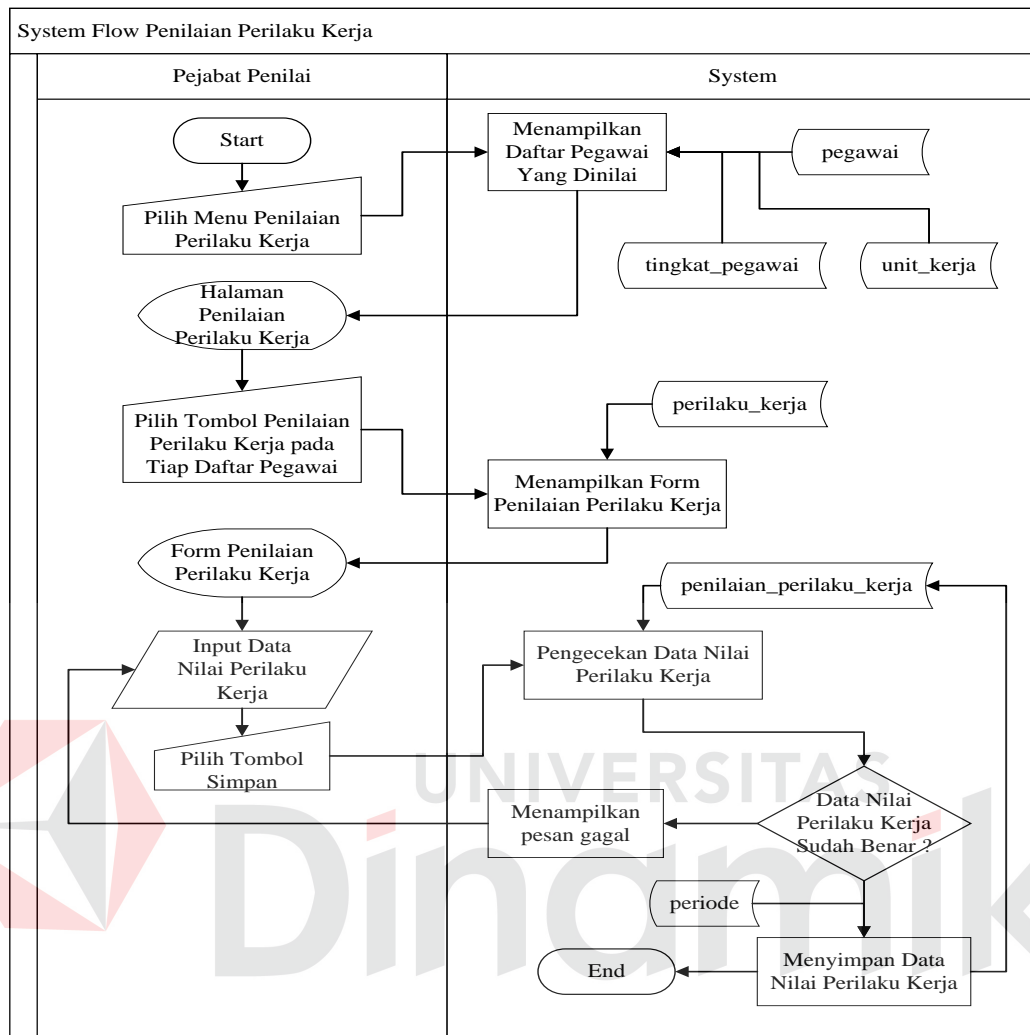 System Flow Penilaian Perilaku Kerja
Pejabat Penilai
System
Start
Menampilkan
Daftar Pegawai
Yang Dinilai
pegawai
Pilih Menu Penilaian
Perilaku Kerja
tingkat_pegawai
unit_kerja
Halaman
Penilaian
Perilaku Kerja
Pilih Tombol Penilaian
Perilaku Kerja pada
Tiap Daftar Pegawai
perilaku_kerja
Menampilkan Form
Penilaian Perilaku Kerja
Form Penilaian
Perilaku Kerja
penilaian_perilaku_kerja
Input Data
Nilai Perilaku
Kerja
Pengecekan Data Nilai
Perilaku Kerja
Pilih Tombol
Simpan
UNIVERSITAS
Dinamik
Menampilkan
pesan gagal
Data Nilai
Perilaku Kerja
Sudah Benar ?
periode
End
Menyimpan Data
Nilai Perilaku Kerja